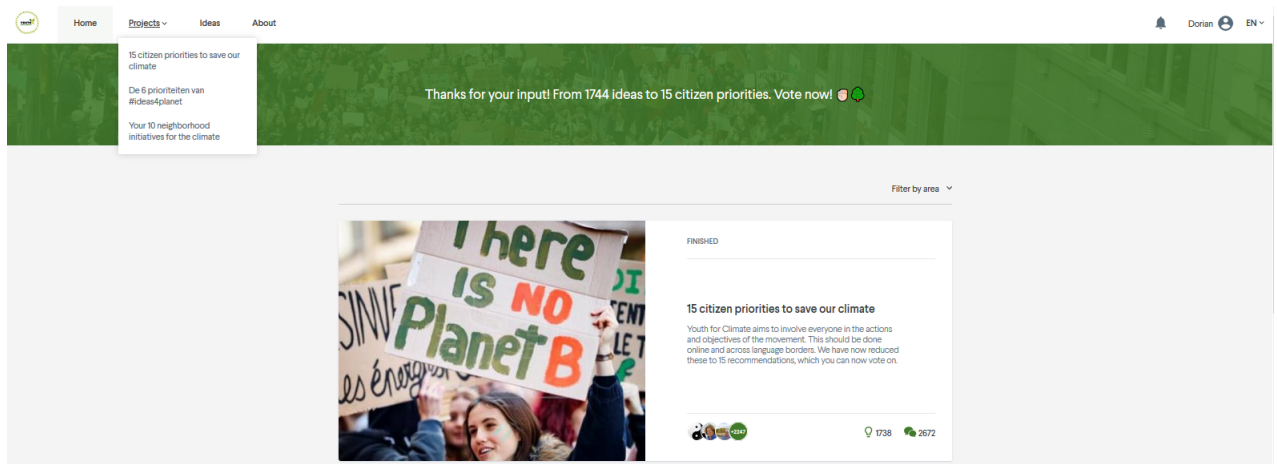 Home
Projects
Ideas
About
Dorian
EN
15 citizen priorities to save our
climate
De 6 prioriteiten van
#ideas4planet
Your 10 neighborhood
initiatives for the climate
Thanks for your input! From 1744 ideas to 15 citizen priorities. Vote now!
Filter by area
There
is NO
Planet B
FINISHED
15 citizen priorities to save our climate
Youth for Climate aims to involve everyone in the actions
and objectives of the movement. This should be done
online and across language borders. We have now reduced
these to 15 recommendations, which you can now vote on.
+2247
1738
2672